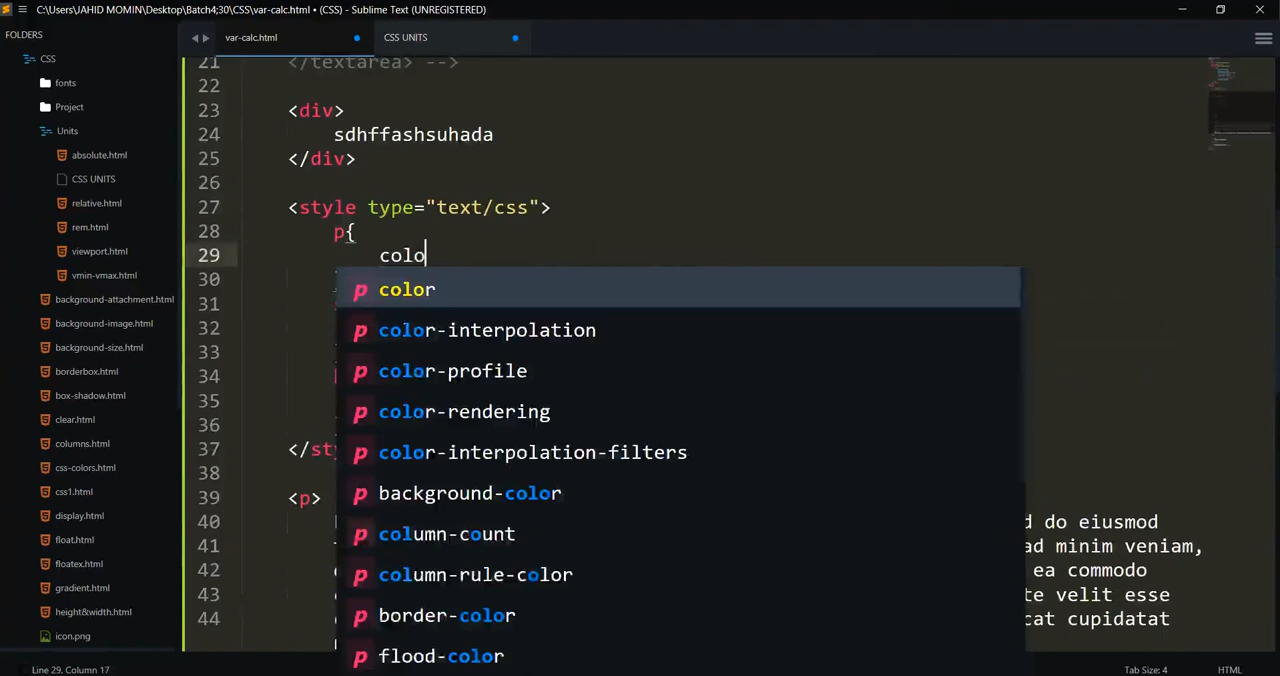 C:\Users\JAHID MOMIN\Desktop\Batch4;30\CSS\var-calc.html • (CSS) - Sublime Text (UNREGISTERED)
FOLDERS
CSS
fonts
Project
Units
absolute.html
CSS UNITS
relative.html
rem.html
viewport.html
vmin-vmax.html
background-attachment.html
background-image.html
background-size.html
borderbox.html
box-shadow.html
clear.html
columns.html
css-colors.html
css1.html
display.html
float.html
floatex.html
gradient.html
height&width.html
icon.png
var-calc.html
CSS UNITS
21 </textarea> -->
22
23 <div>
24 sdhffashsuhada
25 </div>
26
27 <style type="text/css">
28 p{
29 colo
30
31
32
33
34
35
36
37 </sty
38
39 <p>
40 d do eiusmod
41 ad minim veniam,
42 ea commodo
43 te velit esse
44 cat cupidatat
p color
p color-interpolation
p color-profile
p color-rendering
p color-interpolation-filters
p background-color
p column-count
p column-rule-color
p border-color
p flood-color
Line 29, Column 17
Tab Size: 4
HTML